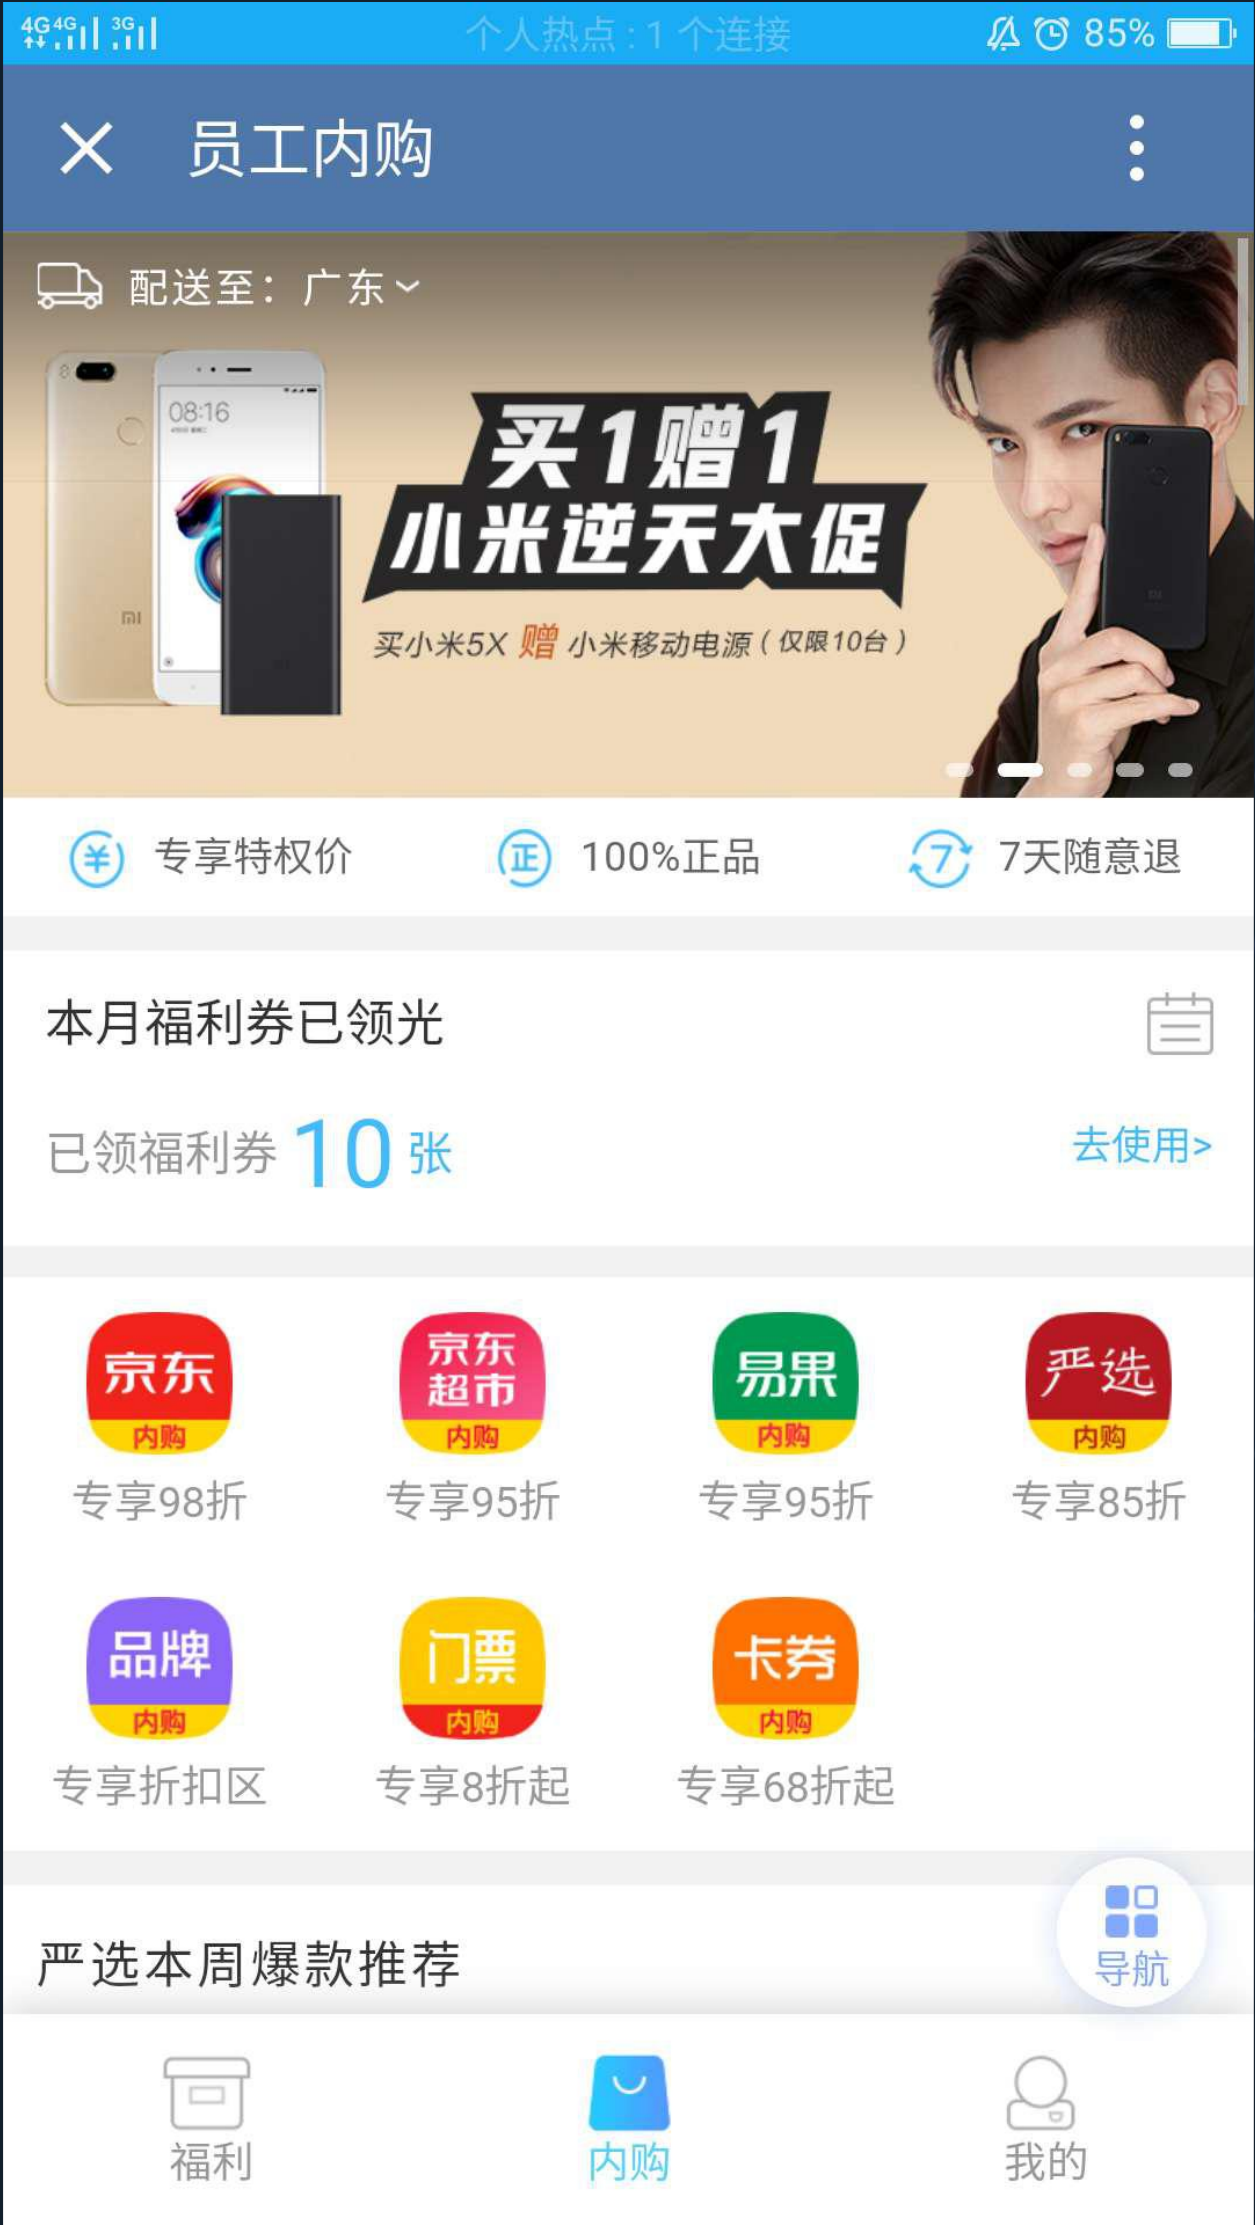 4G 4G 3G 个人热点 : 1 个连接 85%
员工内购
配送至：广东
08:16
买1赠1
小米逆天大促
买小米5X 赠 小米移动电源（仅限10台）
专享特权价 正 100%正品 7 7天随意退
本月福利券已领光
已领福利券 10 张 去使用>
京东 内购 京东超市 内购 易果 内购 严选 内购
专享98折 专享95折 专享95折 专享85折
品牌 内购 门票 内购 卡券 内购
专享折扣区 专享8折起 专享68折起
严选本周爆款推荐 导航
福利 内购 我的